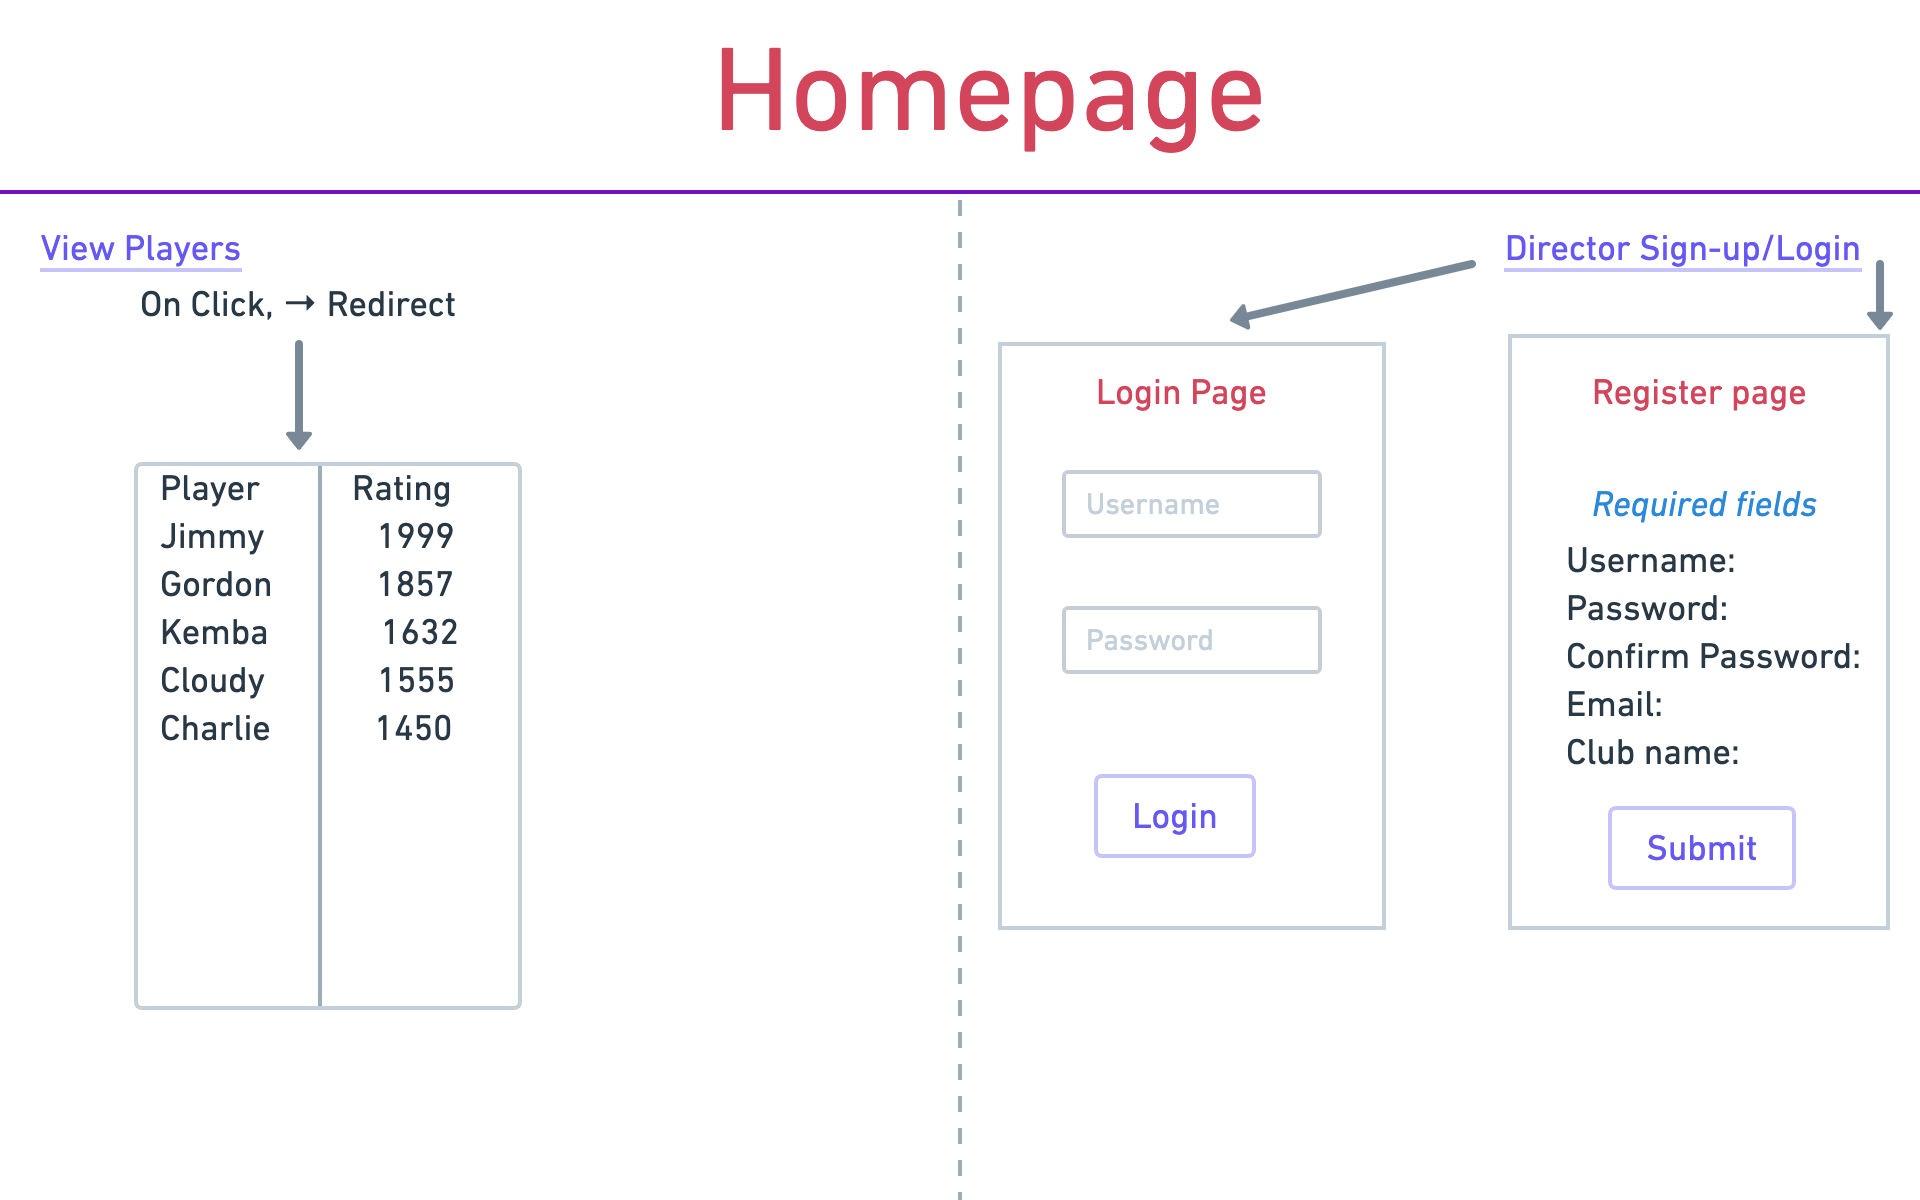 Homepage
View Players
On Click, → Redirect
Player Rating
Jimmy 1999
Gordon 1857
Kemba 1632
Cloudy 1555
Charlie 1450
Director Sign-up/Login
Login Page
Username
Password
Login
Register page
Required fields
Username:
Password:
Confirm Password:
Email:
Club name:
Submit